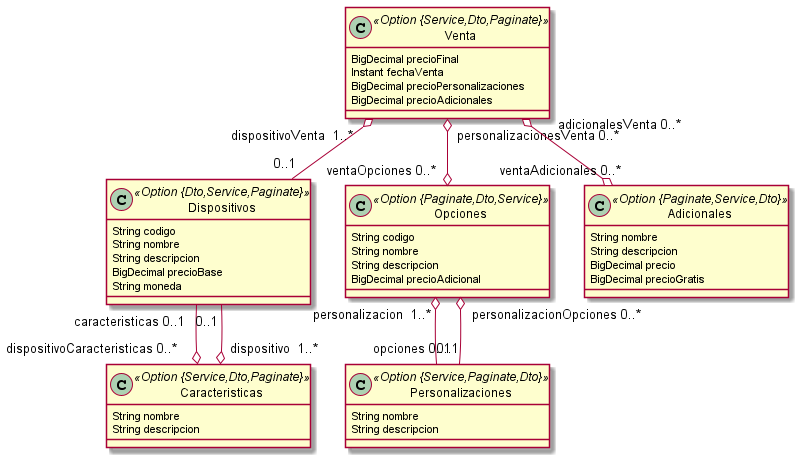 C «Option {Service,Dto,Paginate}»
Venta
BigDecimal precioFinal
Instant fechaVenta
BigDecimal precioPersonalizaciones
BigDecimal precioAdicionales
dispositivoVenta 1..*
personalizacionesVenta 0..*
adicionalesVenta 0..*
0..1
ventaOpciones 0..*
ventaAdicionales 0..*
C «Option {Dto,Service,Paginate}»
Dispositivos
String codigo
String nombre
String descripcion
BigDecimal precioBase
String moneda
C «Option {Paginate,Dto,Service}»
Opciones
String codigo
String nombre
String descripcion
BigDecimal precioAdicional
C «Option {Paginate,Service,Dto}»
Adicionales
String nombre
String descripcion
BigDecimal precio
BigDecimal precioGratis
caracteristicas 0..1
0..1
dispositivoCaracteristicas 0..*
dispositivo 1..*
personalizacion 1..*
personalizacionOpciones 0..*
opciones
C «Option {Service,Dto,Paginate}»
Caracteristicas
String nombre
String descripcion
C «Option {Service,Paginate,Dto}»
Personalizaciones
String nombre
String descripcion